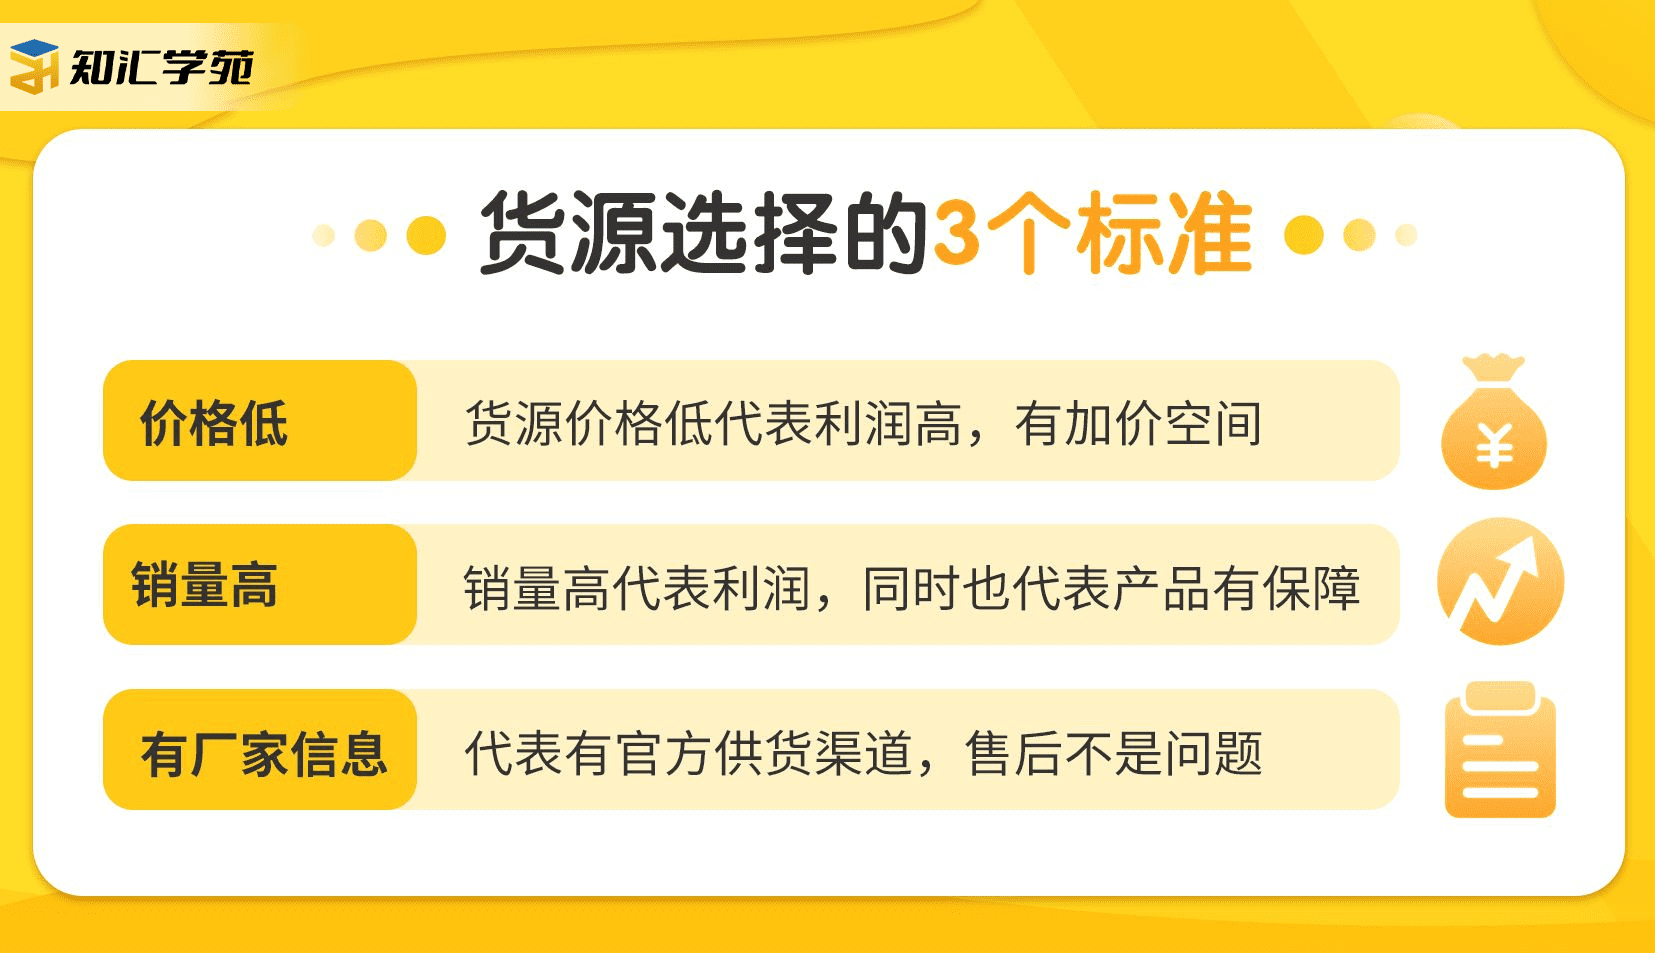 知汇学苑
货源选择的3个标准
价格低
货源价格低代表利润高，有加价空间
¥
销量高
销量高代表利润，同时也代表产品有保障
有厂家信息
代表有官方供货渠道，售后不是问题